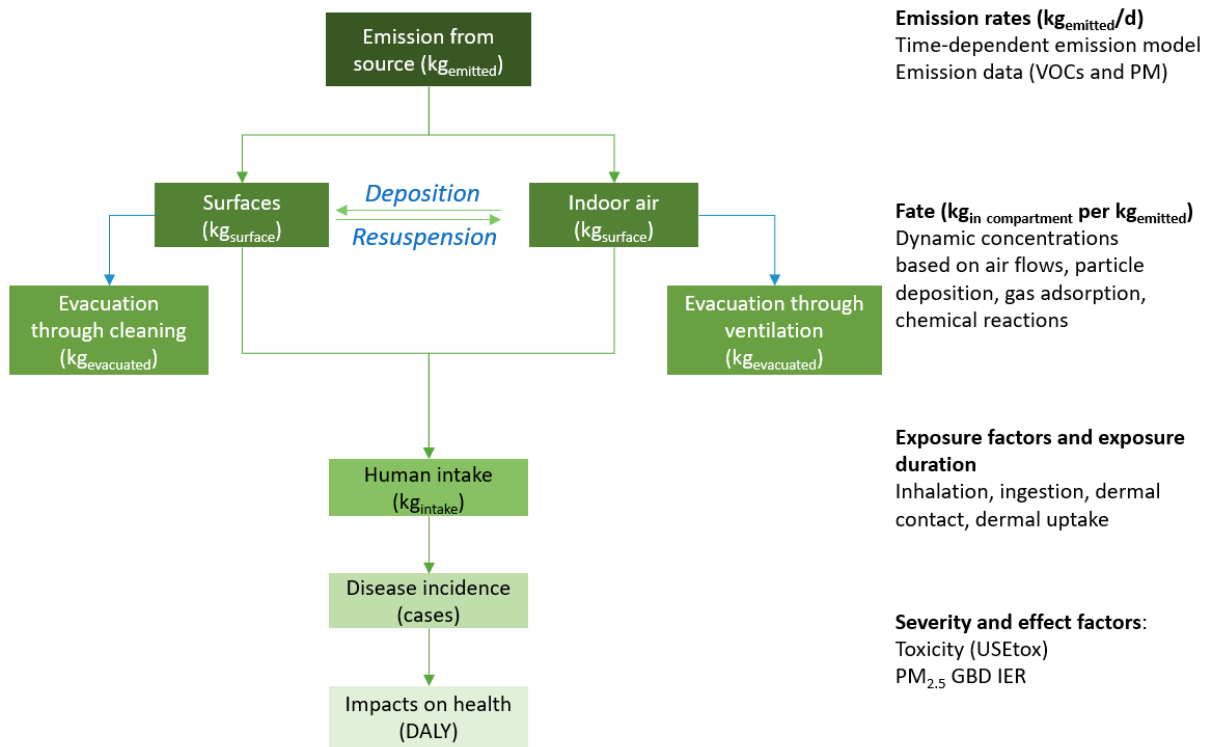 Emission from
source (kgemitted)
Emission rates (kgemitted/d)
Time-dependent emission model
Emission data (VOCs and PM)
Surfaces
(kgsurface)
Deposition
Resuspension
Indoor air
(kgsurface)
Fate (kgin compartment per kgemitted)
Dynamic concentrations
based on air flows, particle
deposition, gas adsorption,
chemical reactions
Evacuation
through cleaning
(kgevacuated)
Evacuation through
ventilation
(kgevacuated)
Human intake
(kgintake)
Exposure factors and exposure
duration
Inhalation, ingestion, dermal
contact, dermal uptake
Disease incidence
(cases)
Severity and effect factors:
Toxicity (USEtox)
PM2.5 GBD IER
Impacts on health
(DALY)